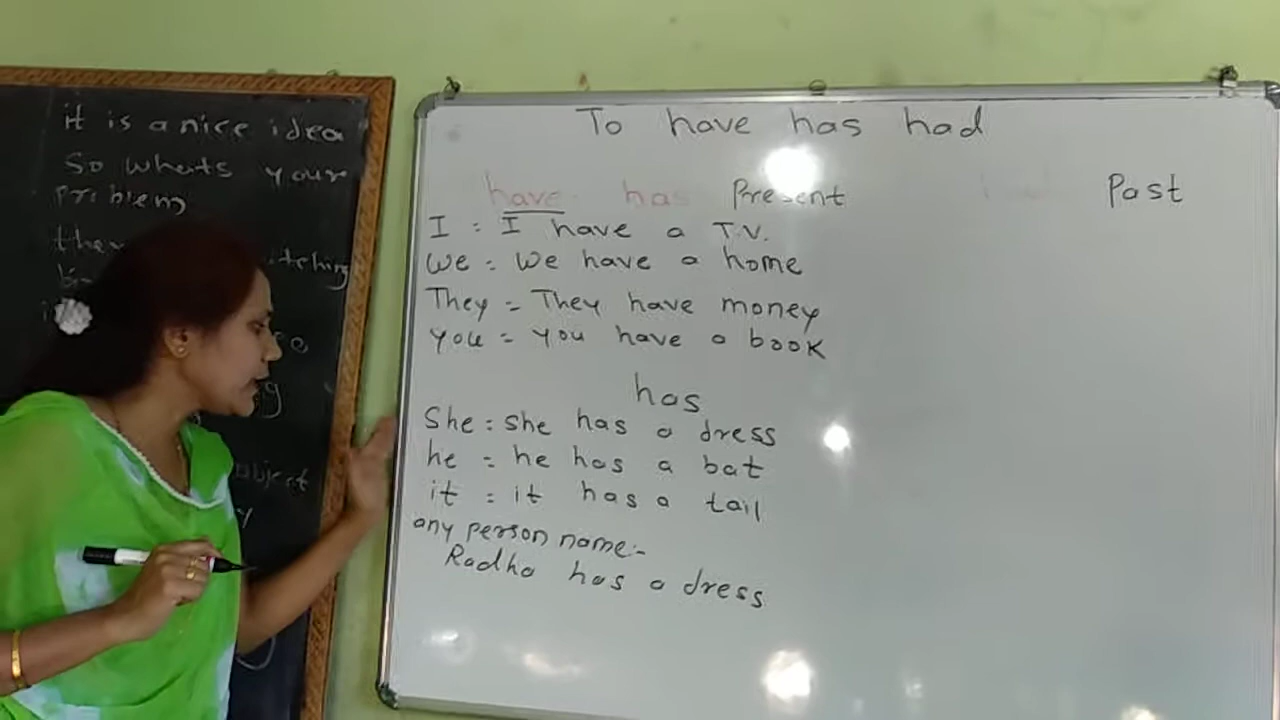 it is a nice idea
So whats your
To have has had
have has Present Past
I = I have a T.V.
We = We have a home
They = They have money
you = you have a book
has
She = she has a dress
he = he has a bat
it = it has a tail
any person name:-
Radha has a dress